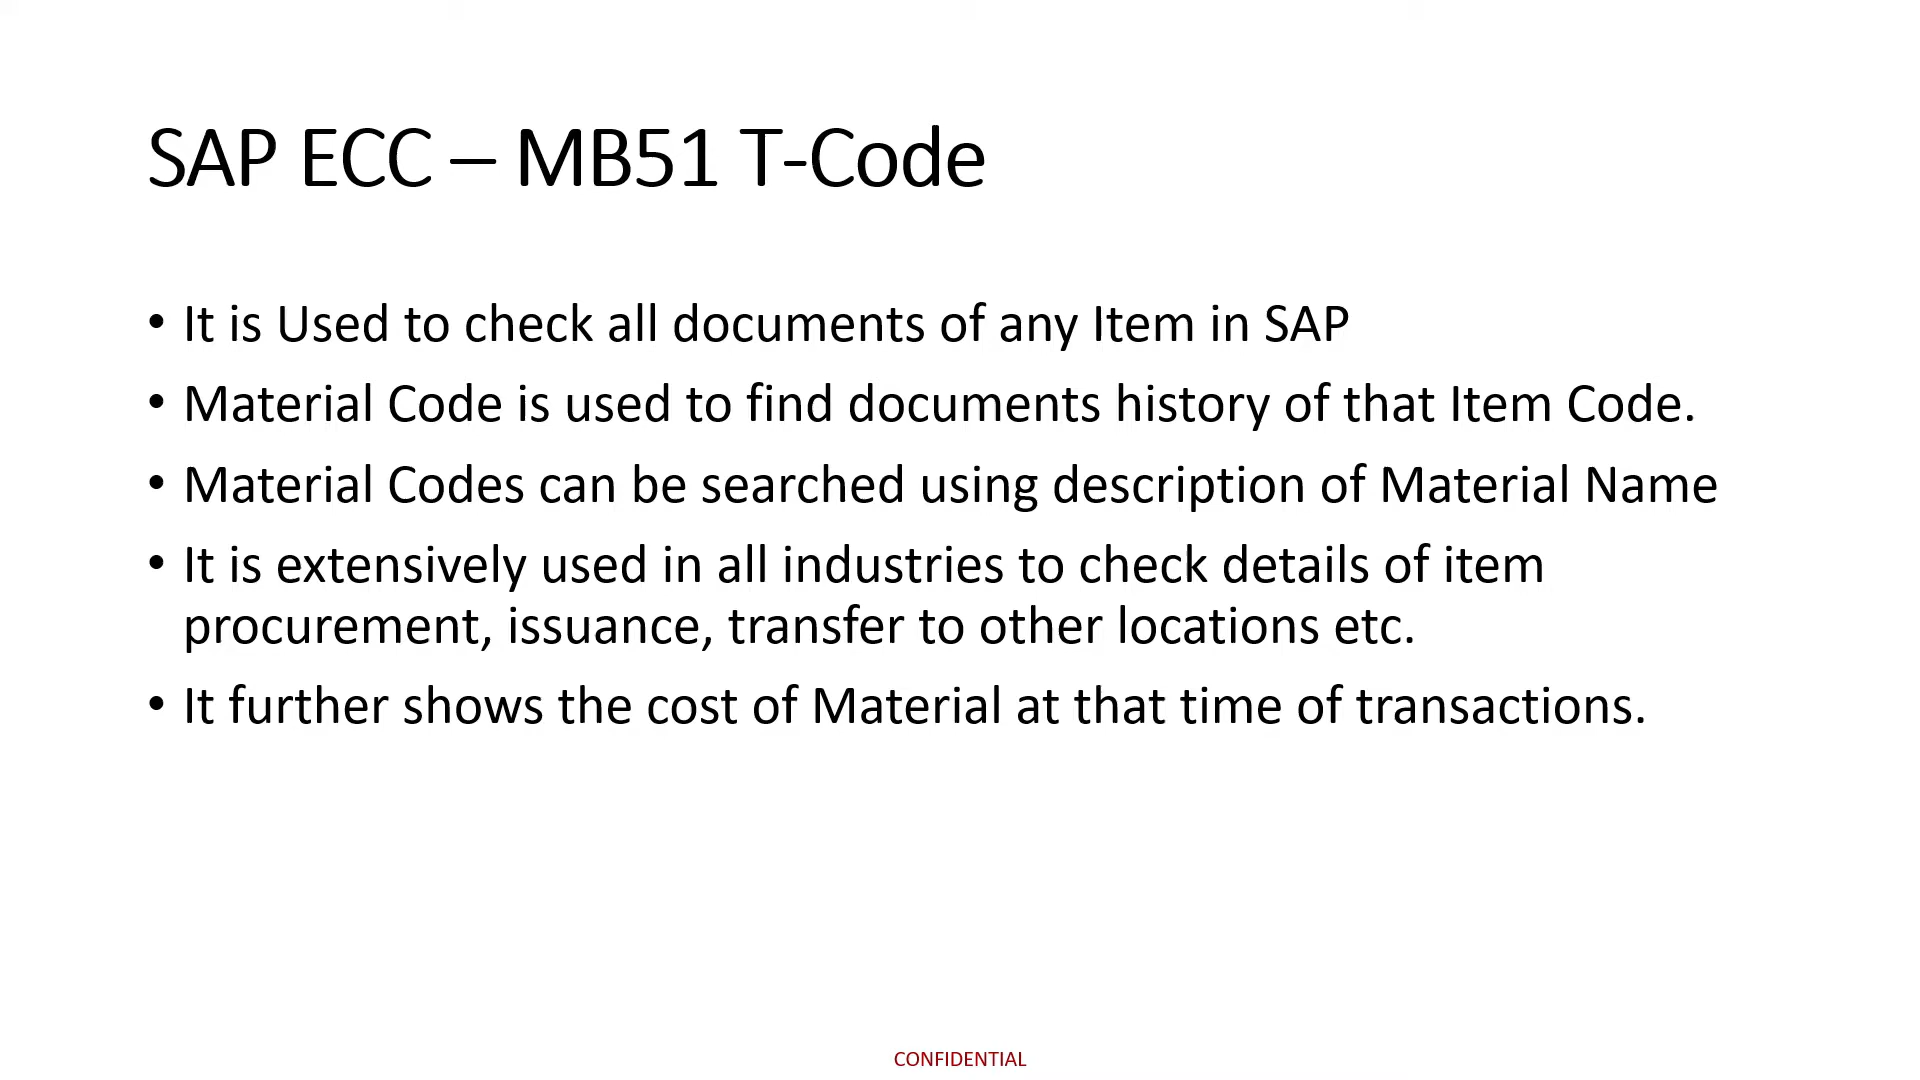 SAP ECC – MB51 T-Code
• It is Used to check all documents of any Item in SAP
• Material Code is used to find documents history of that Item Code.
• Material Codes can be searched using description of Material Name
• It is extensively used in all industries to check details of item
procurement, issuance, transfer to other locations etc.
• It further shows the cost of Material at that time of transactions.
CONFIDENTIAL